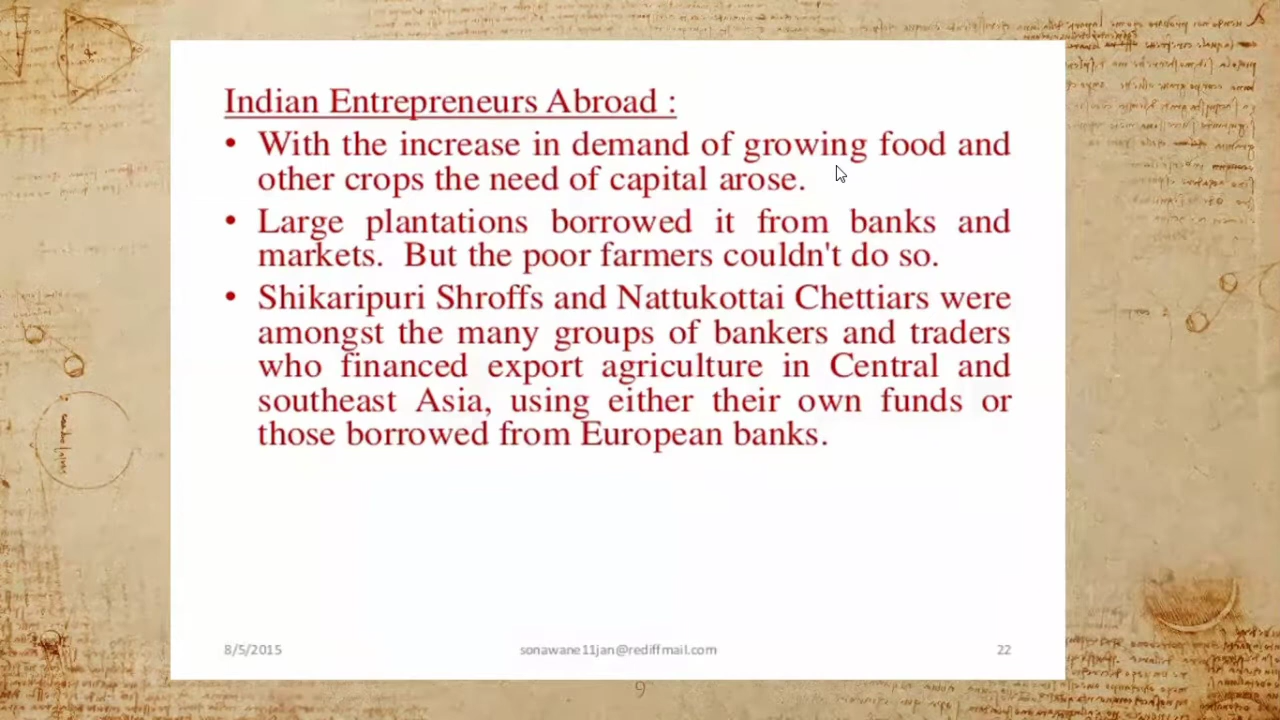 Indian Entrepreneurs Abroad :
• With the increase in demand of growing food and
other crops the need of capital arose.
• Large plantations borrowed it from banks and
markets. But the poor farmers couldn't do so.
• Shikaripuri Shroffs and Nattukottai Chettiars were
amongst the many groups of bankers and traders
who financed export agriculture in Central and
southeast Asia, using either their own funds or
those borrowed from European banks.
8/5/2015 sonawane11jan@rediffmail.com 22
9